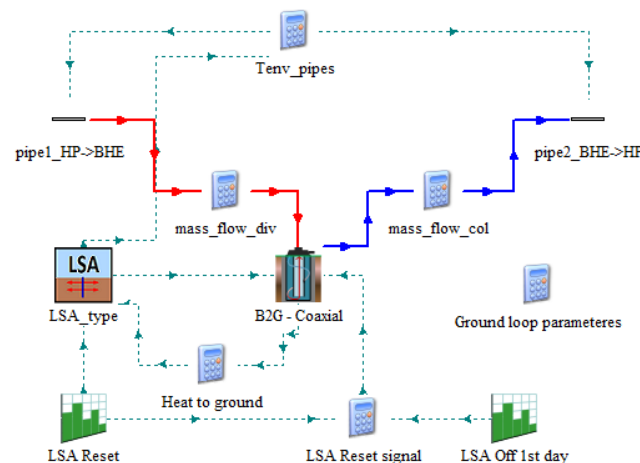 Tenv_pipes
pipe1_HP->BHE
pipe2_BHE->HP
mass_flow_div
mass_flow_col
LSA
LSA_type
B2G - Coaxial
Ground loop parameteres
Heat to ground
LSA Reset
LSA Reset signal
LSA Off 1st day